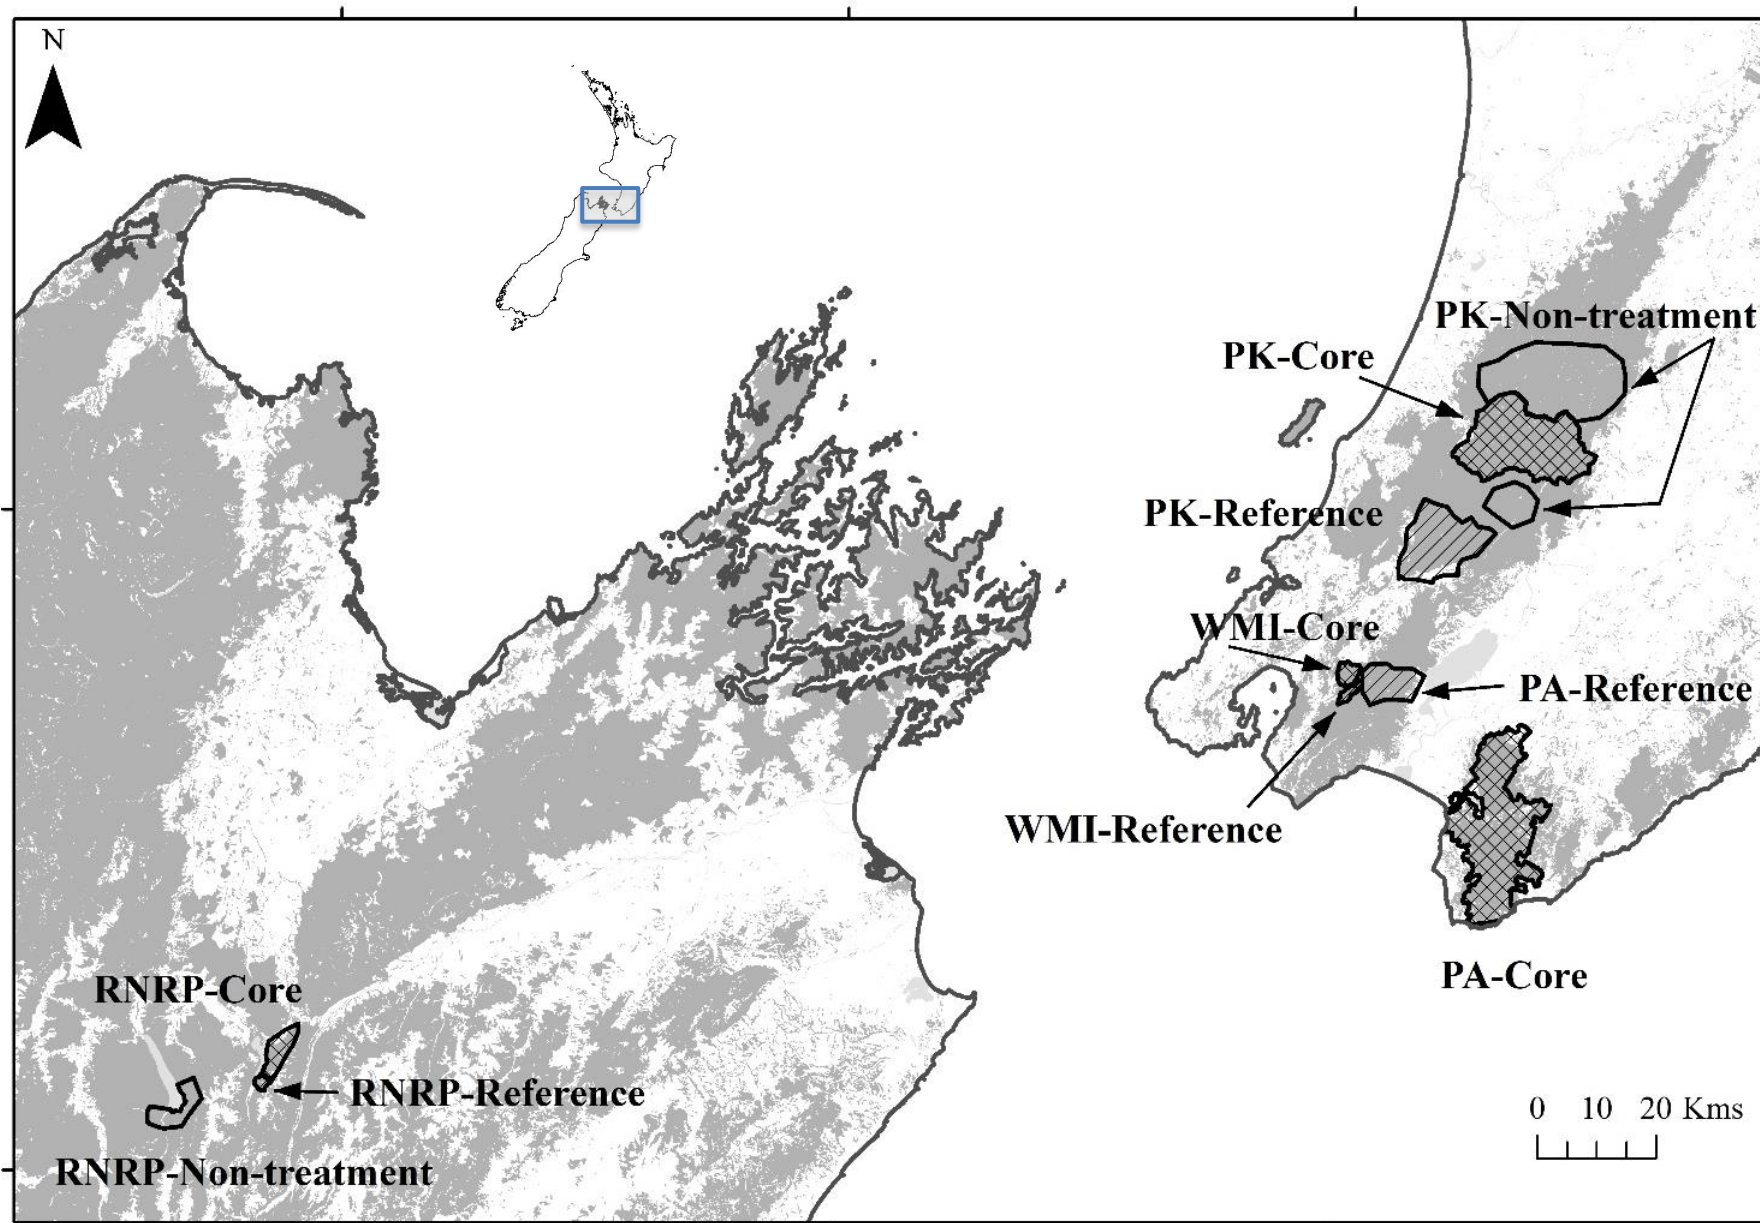 N
PK-Non-treatment
PK-Core
PK-Reference
WMI-Core
PA-Reference
WMI-Reference
PA-Core
RNRP-Core
RNRP-Reference
0 10 20 Kms
RNRP-Non-treatment